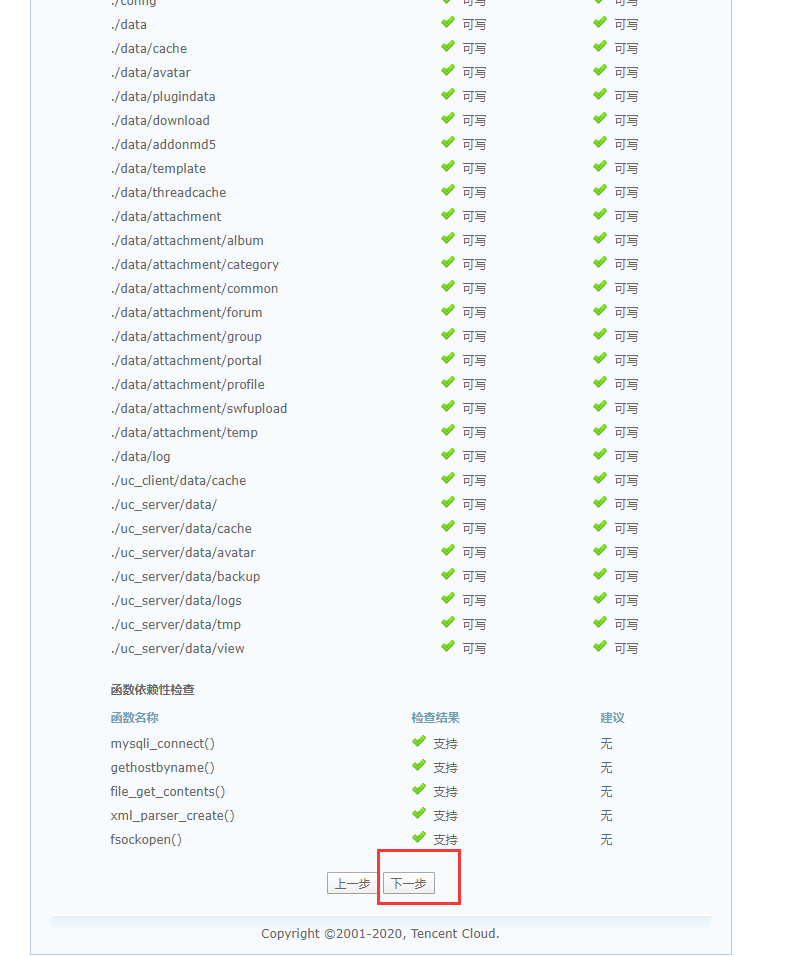 ./config 可写 可写
./data 可写 可写
./data/cache 可写 可写
./data/avatar 可写 可写
./data/plugindata 可写 可写
./data/download 可写 可写
./data/addonmd5 可写 可写
./data/template 可写 可写
./data/threadcache 可写 可写
./data/attachment 可写 可写
./data/attachment/album 可写 可写
./data/attachment/category 可写 可写
./data/attachment/common 可写 可写
./data/attachment/forum 可写 可写
./data/attachment/group 可写 可写
./data/attachment/portal 可写 可写
./data/attachment/profile 可写 可写
./data/attachment/swfupload 可写 可写
./data/attachment/temp 可写 可写
./data/log 可写 可写
./uc_client/data/cache 可写 可写
./uc_server/data/ 可写 可写
./uc_server/data/cache 可写 可写
./uc_server/data/avatar 可写 可写
./uc_server/data/backup 可写 可写
./uc_server/data/logs 可写 可写
./uc_server/data/tmp 可写 可写
./uc_server/data/view 可写 可写
函数依赖性检查
函数名称 检查结果 建议
mysqli_connect() 支持 无
gethostbyname() 支持 无
file_get_contents() 支持 无
xml_parser_create() 支持 无
fsockopen() 支持 无
上一步 下一步
Copyright ©2001-2020, Tencent Cloud.